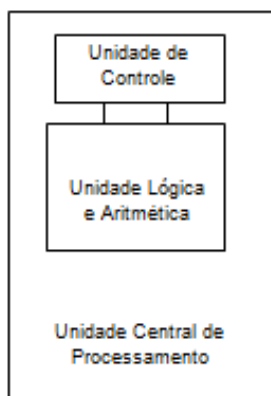 Unidade de
Controle
Unidade Lógica
e Aritmética
Unidade Central de
Processamento